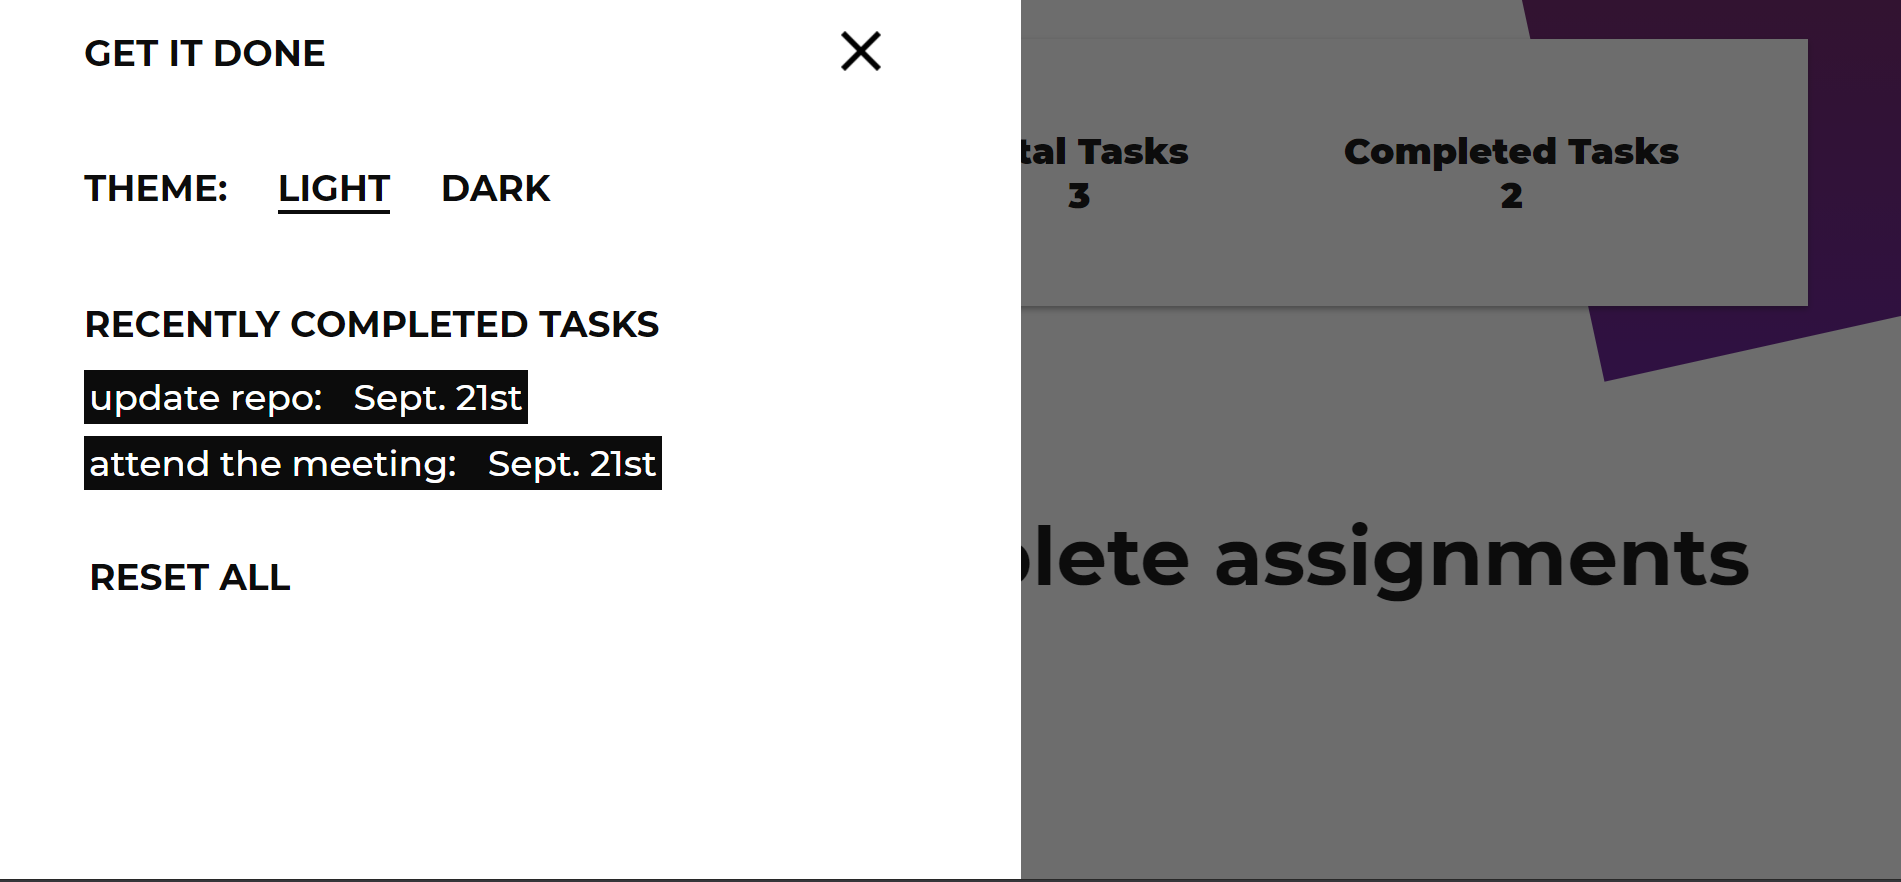 GET IT DONE
THEME: LIGHT DARK
RECENTLY COMPLETED TASKS
update repo: Sept. 21st
attend the meeting: Sept. 21st
RESET ALL
tal Tasks
3
Completed Tasks
2
lete assignments